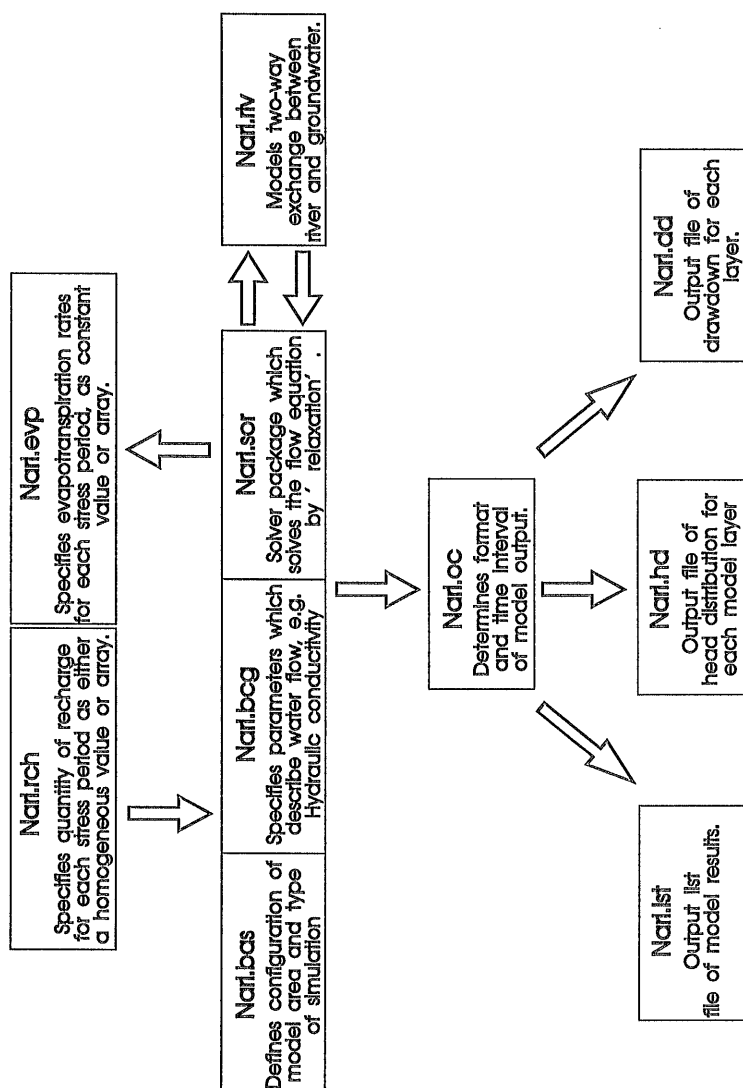 Narl.rch
Specifies quantity of recharge
for each stress period as either
a homogeneous value or array.
Narl.evp
Specifies evapotranspiration rates
for each stress period, as constant
value or array.
Narl.bas
Defines configuration of
model area and type
of simulation
Narl.bcg
Specifies parameters which
describe water flow, e.g.
Hydraulic conductivity
Narl.sor
Solver package which
solves the flow equation
by ' relaxation' .
Narl.riv
Models two-way
exchange between
river and groundwater.
Narl.oc
Determines format
and time interval
of model output.
Narl.lst
Output list
file of model results.
Narl.hd
Output file of
head distribution for
each model layer
Narl.dd
Output file of
drawdown for each
layer.